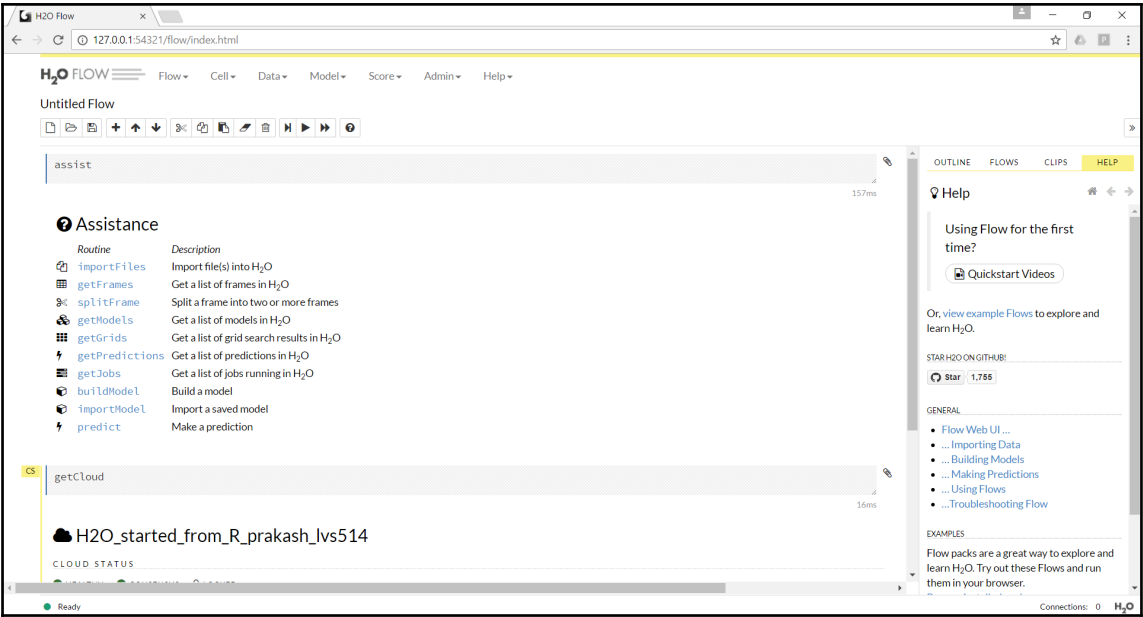 H2O Flow
127.0.0.1:54321/flow/index.html
H2O FLOW Flow Cell Data Model Score Admin Help
Untitled Flow
assist
157ms
Assistance
Routine Description
importFiles Import file(s) into H2O
getFrames Get a list of frames in H2O
splitFrame Split a frame into two or more frames
getModels Get a list of models in H2O
getGrids Get a list of grid search results in H2O
getPredictions Get a list of predictions in H2O
getJobs Get a list of jobs running in H2O
buildModel Build a model
importModel Import a saved model
predict Make a prediction
CS
getCloud
16ms
H2O_started_from_R_prakash_lvs514
CLOUD STATUS
OUTLINE FLOWS CLIPS HELP
Help
Using Flow for the first
time?
Quickstart Videos
Or, view example Flows to explore and
learn H2O.
STAR H2O ON GITHUB!
Star 1,755
GENERAL
Flow Web UI ...
... Importing Data
... Building Models
... Making Predictions
... Using Flows
...Troubleshooting Flow
EXAMPLES
Flow packs are a great way to explore and
learn H2O. Try out these Flows and run
them in your browser.
Ready
Connections: 0 H2O